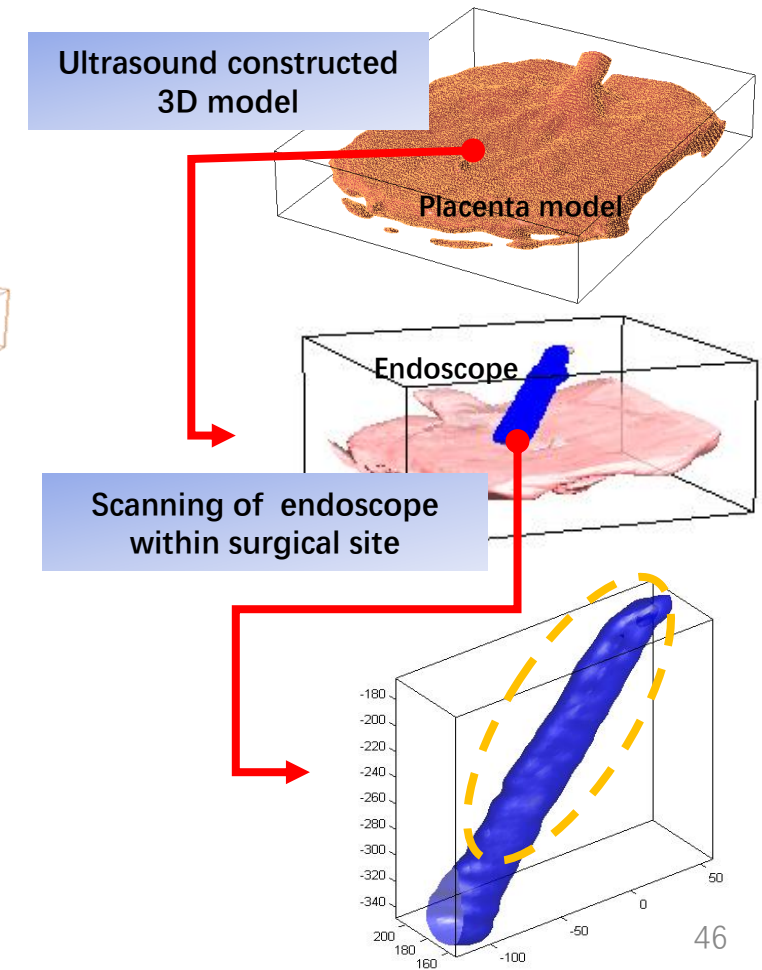 Ultrasound constructed
3D model
Placenta model
Endoscope
Scanning of endoscope
within surgical site
-180
-200
-220
-240
-260
-280
-300
-320
-340
200
180
160
-100
-50
0
50
46